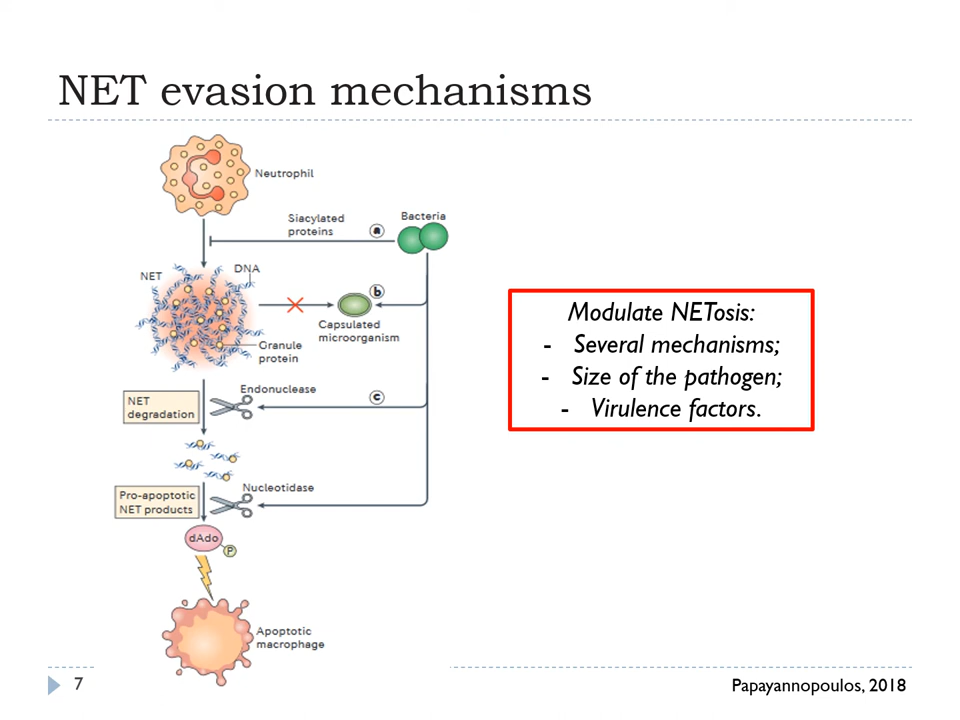 NET evasion mechanisms
Neutrophil
Siacylated
proteins
a
Bacteria
NET
DNA
b
Capsulated
microorganism
Granule
protein
Endonuclease
c
NET
degradation
Nucleotidase
Pro-apoptotic
NET products
dAdo
P
Apoptotic
macrophage
Modulate NETosis:
- Several mechanisms;
- Size of the pathogen;
- Virulence factors.
7
Papayannopoulos, 2018